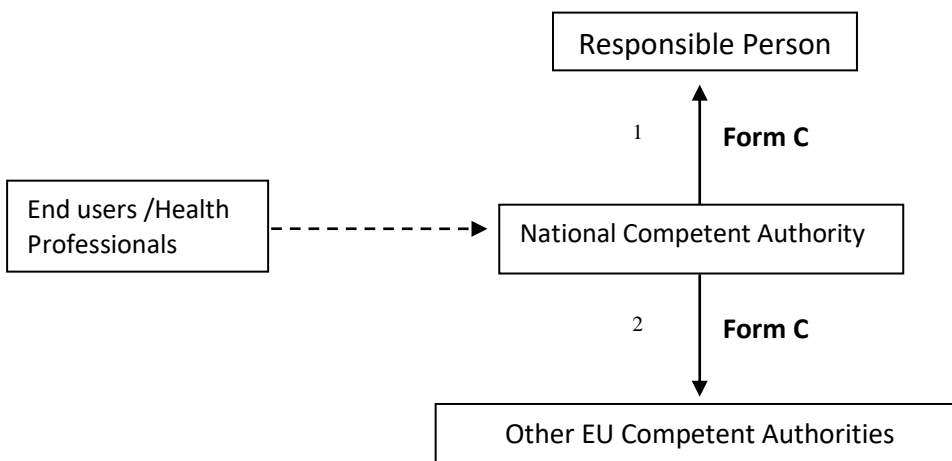 Responsible Person
1
Form C
End users /Health
Professionals
National Competent Authority
2
Form C
Other EU Competent Authorities